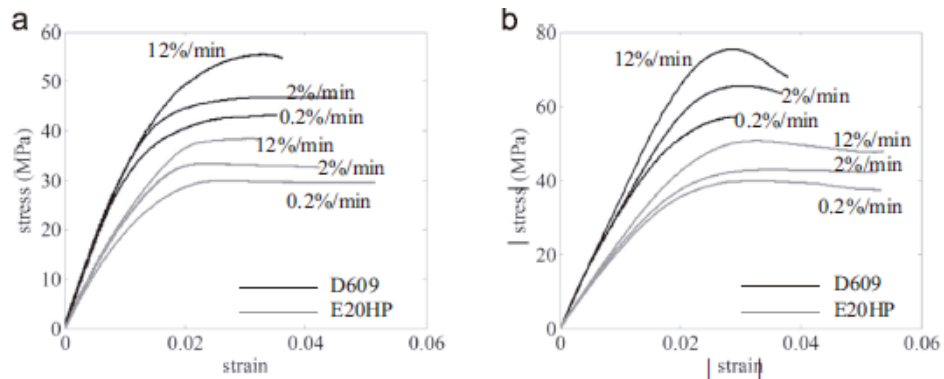 a
60
50
40
30
20
10
0
stress (MPa)
12%/min
2%/min
0.2%/min
12%/min
2%/min
0.2%/min
D609
E20HP
0 0.02 0.04 0.06
strain
b
80
60
40
20
0
| stress | (MPa)
12%/min
2%/min
0.2%/min
12%/min
2%/min
0.2%/min
D609
E20HP
0 0.02 0.04 0.06
| strain |